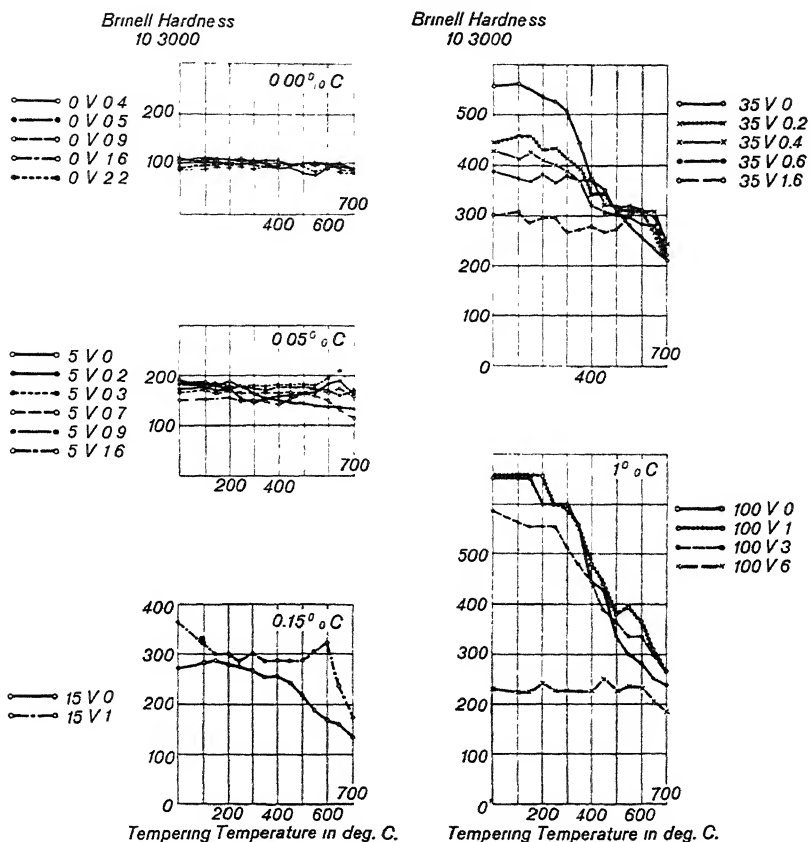 Brinell Hardness
10 3000
0 00% C
0 V 0 4
0 V 0 5
0 V 0 9
0 V 1 6
0 V 2 2
200
100
700
400 600
0 05% C
5 V 0
5 V 0 2
5 V 0 3
5 V 0 7
5 V 0 9
5 V 1 6
200
100
700
200 400
0.15% C
15 V 0
15 V 1
400
300
200
100
0
700
200 400 600
Tempering Temperature in deg. C.
Brinell Hardness
10 3000
35 V 0
35 V 0.2
35 V 0.4
35 V 0.6
35 V 1.6
500
400
300
200
100
0
700
400
1% C
100 V 0
100 V 1
100 V 3
100 V 6
500
400
300
200
100
0
700
200 400 600
Tempering Temperature in deg. C.